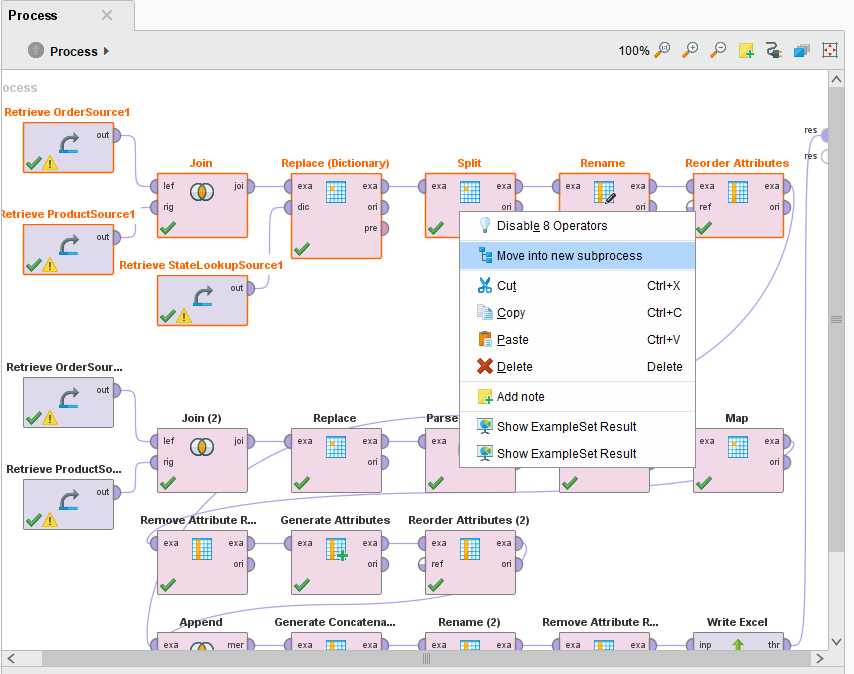 Process
Process
100%
ocess
Retrieve OrderSource1
out
res
res
Join
Replace (Dictionary)
Split
Rename
Reorder Attributes
lef
joi
rig
exa
exa
dic
ori
pre
exa
exa
ori
exa
exa
ori
exa
exa
ref
ori
Retrieve ProductSource1
out
Retrieve StateLookupSource1
out
Disable 8 Operators
Move into new subprocess
Cut Ctrl+X
Copy Ctrl+C
Paste Ctrl+V
Delete Delete
Add note
Show ExampleSet Result
Show ExampleSet Result
Retrieve OrderSour...
out
Join (2)
Replace
Parse
Map
lef
joi
rig
exa
exa
ori
exa
exa
exa
ori
Retrieve ProductSo...
out
Remove Attribute R...
Generate Attributes
Reorder Attributes (2)
exa
exa
ori
exa
exa
ori
exa
exa
ref
ori
Append
Generate Concatena...
Rename (2)
Remove Attribute R...
Write Excel
exa
mer
exa
exa
exa
exa
exa
exa
inp
thr